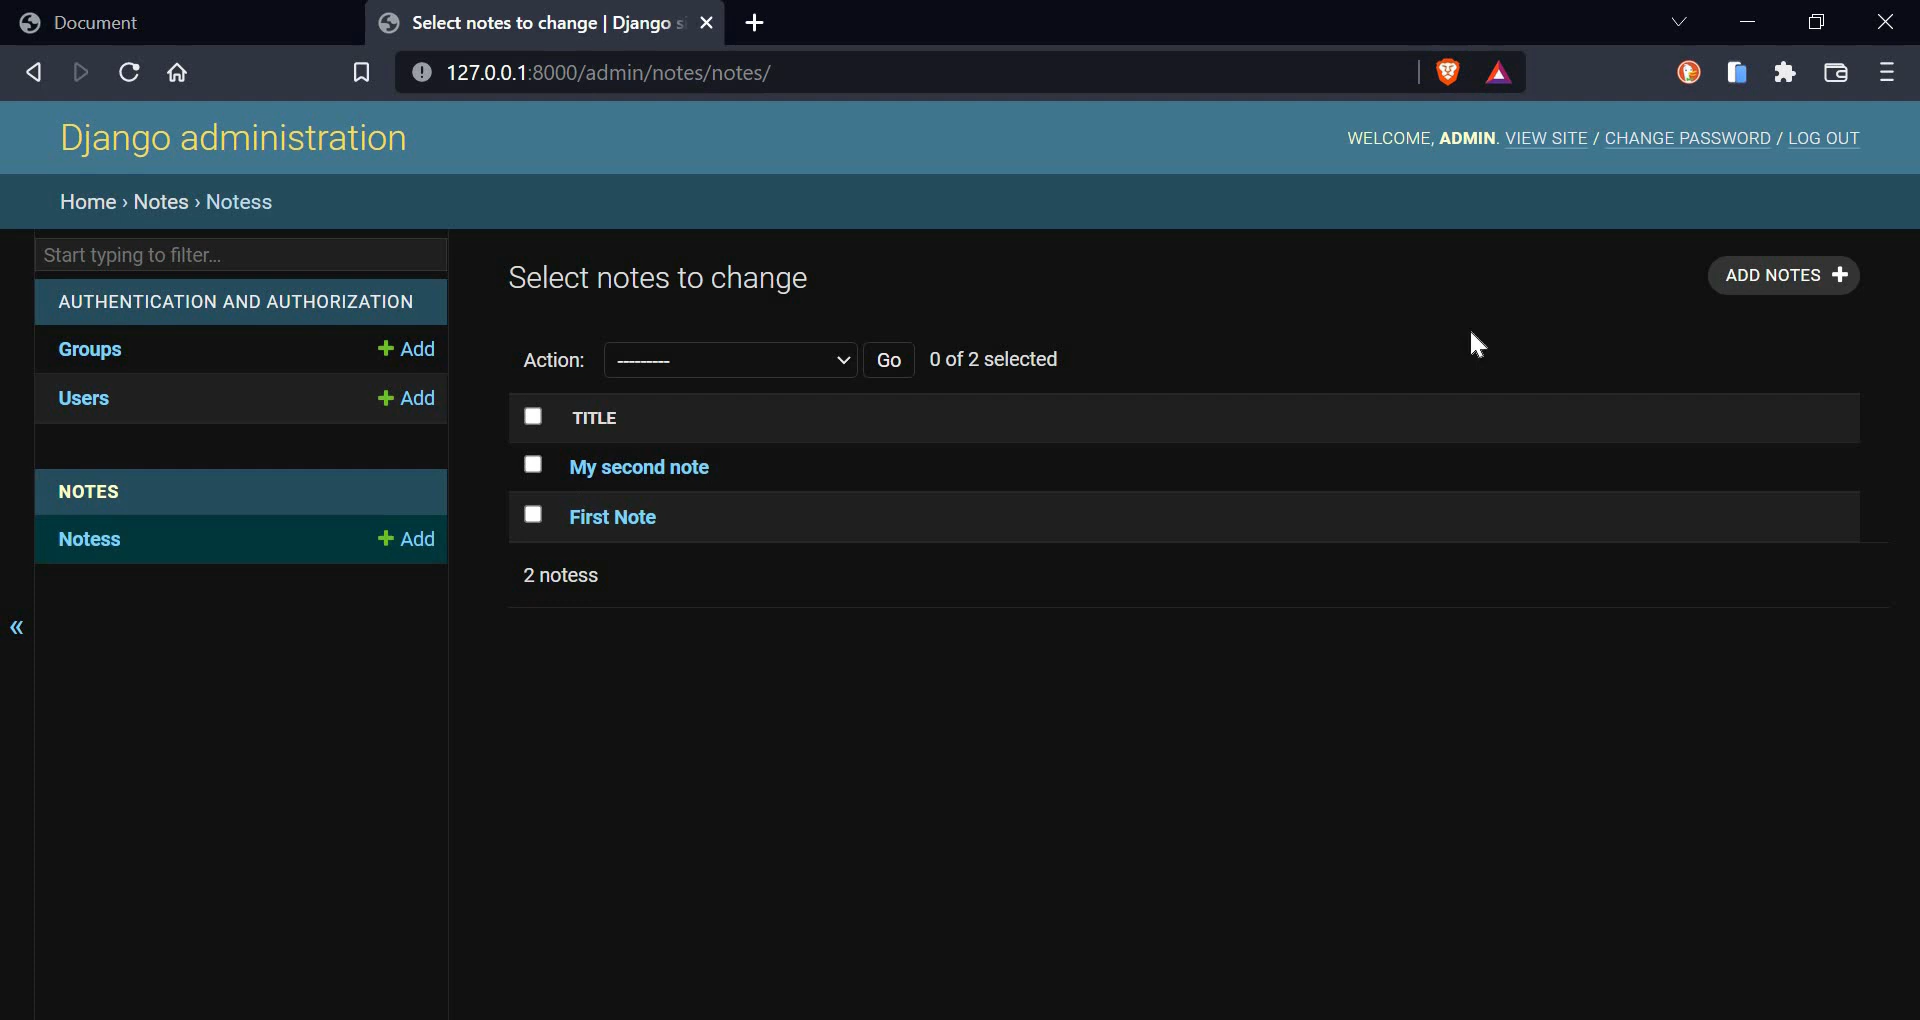 Document
Select notes to change | Django s
127.0.0.1:8000/admin/notes/notes/
Django administration
WELCOME, ADMIN. VIEW SITE / CHANGE PASSWORD / LOG OUT
Home › Notes › Notess
Start typing to filter...
AUTHENTICATION AND AUTHORIZATION
Groups + Add
Users + Add
NOTES
Notess + Add
«
Select notes to change
ADD NOTES +
Action: --------- Go 0 of 2 selected
TITLE
My second note
First Note
2 notess